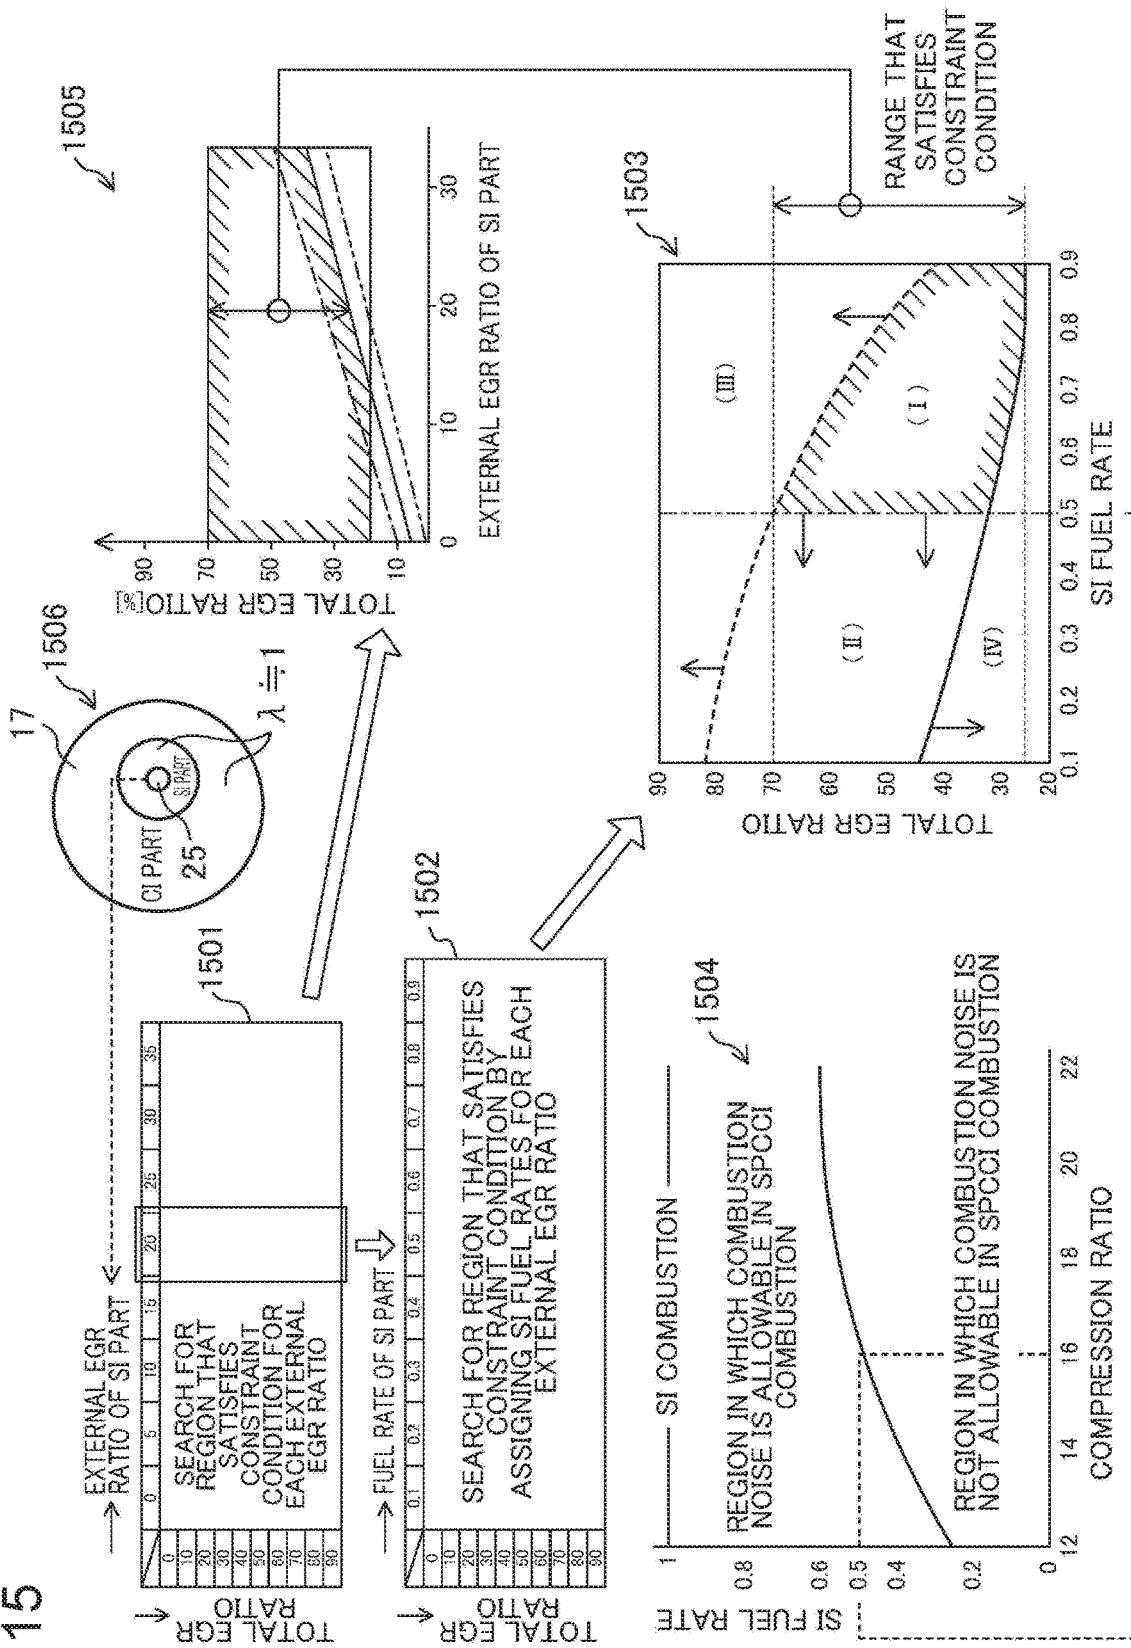 15
1501
EXTERNAL EGR
RATIO OF SI PART
TOTAL EGR
RATIO
0 5 10 15 20 25 30 35
0
10
20
30
40
50
60
70
80
90
SEARCH FOR
REGION THAT
SATISFIES
CONSTRAINT
CONDITION FOR
EACH EXTERNAL
EGR RATIO
1506
17
CI PART
SI PART
25
λ≒1
1505
TOTAL EGR RATIO[%]
90
70
50
30
10
0 10 20 30
EXTERNAL EGR RATIO OF SI PART
1502
FUEL RATE OF SI PART
TOTAL EGR
RATIO
0.1 0.2 0.3 0.4 0.5 0.6 0.7 0.8 0.9
0
10
20
30
40
50
60
70
80
90
SEARCH FOR REGION THAT SATISFIES
CONSTRAINT CONDITION BY
ASSIGNING SI FUEL RATES FOR EACH
EXTERNAL EGR RATIO
1504
SI FUEL RATE
1
0.8
0.6
0.5
0.4
0
SI COMBUSTION
REGION IN WHICH COMBUSTION
NOISE IS ALLOWABLE IN SPCCI
COMBUSTION
REGION IN WHICH COMBUSTION NOISE IS
NOT ALLOWABLE IN SPCCI COMBUSTION
12 14 16 18 20 22
COMPRESSION RATIO
1503
TOTAL EGR RATIO
90
80
70
60
50
40
30
20
(I)
(II)
(III)
(IV)
0.1 0.2 0.3 0.4 0.5 0.6 0.7 0.8 0.9
SI FUEL RATE
RANGE THAT
SATISFIES
CONSTRAINT
CONDITION